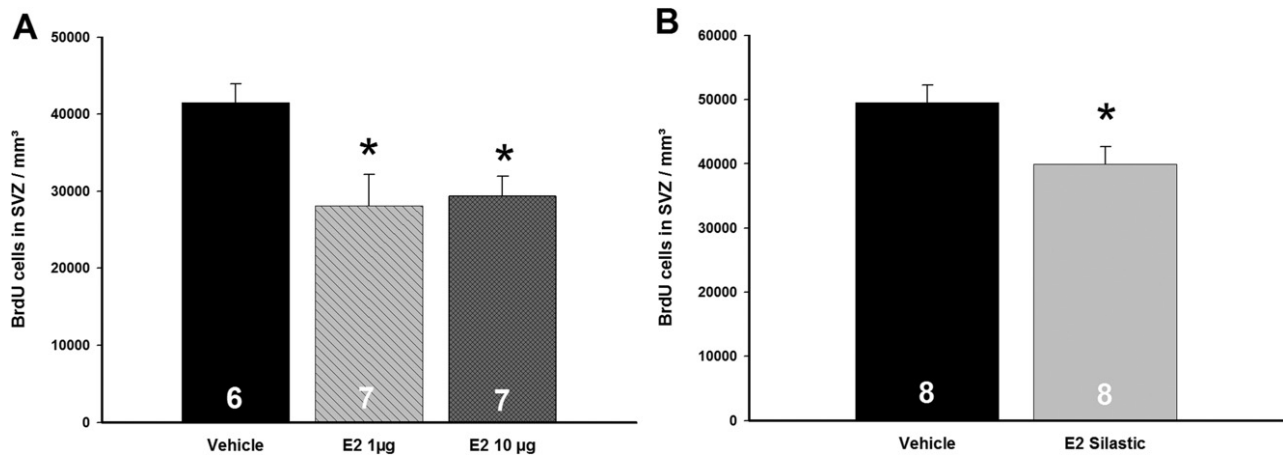 A
BrdU cells in SVZ / mm³
50000
40000
30000
20000
10000
0
*
*
6
7
7
Vehicle
E2 1µg
E2 10 µg
B
BrdU cells in SVZ / mm³
60000
50000
40000
30000
20000
10000
0
*
8
8
Vehicle
E2 Silastic